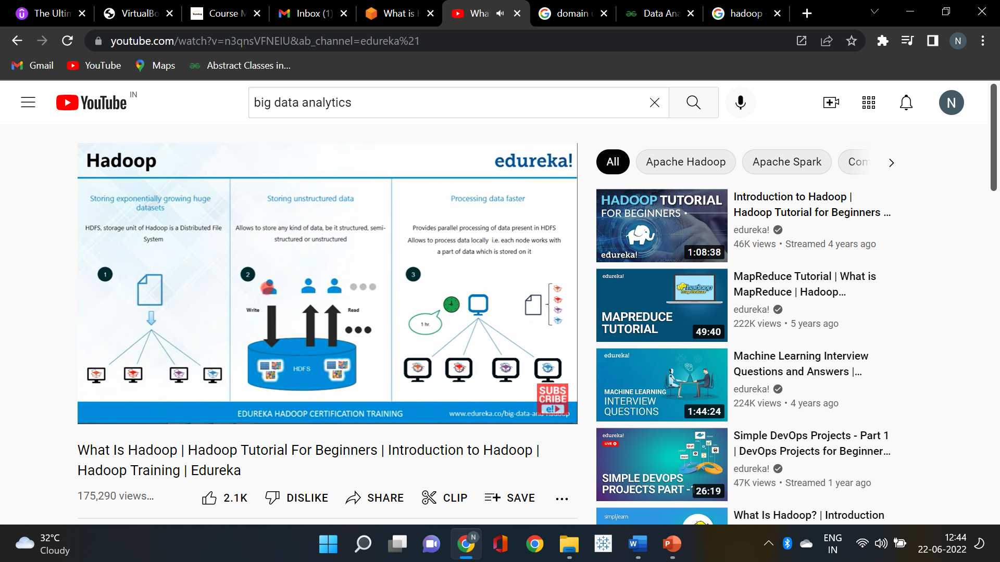 The Ultim
VirtualBo
Course M
Inbox (1)
What is H
Wha
domain u
Data Ana
hadoop -
youtube.com/watch?v=n3qnsVFNEIU&ab_channel=edureka%21
N
Gmail
YouTube
Maps
Abstract Classes in...
YouTube IN
big data analytics
N
Hadoop
edureka!
Storing exponentially growing huge
datasets
HDFS, storage unit of Hadoop is a Distributed File
System
1
Storing unstructured data
Allows to store any kind of data, be it structured, semi-
structured or unstructured
2
Write
Read
HDFS
Processing data faster
Provides parallel processing of data present in HDFS
Allows to process data locally i.e. each node works with
a part of data which is stored on it
3
1 hr.
SUBS
CRIBE
e!
EDUREKA HADOOP CERTIFICATION TRAINING
www.edureka.co/big-data-and-hadoop
What Is Hadoop | Hadoop Tutorial For Beginners | Introduction to Hadoop |
Hadoop Training | Edureka
175,290 views...
2.1K
DISLIKE
SHARE
CLIP
SAVE
All
Apache Hadoop
Apache Spark
Com
HADOOP TUTORIAL
FOR BEGINNERS
edureka!
1:08:38
Introduction to Hadoop |
Hadoop Tutorial for Beginners ...
edureka!
46K views • Streamed 4 years ago
edureka!
hadoop
MapReduce
MAPREDUCE
TUTORIAL
49:40
MapReduce Tutorial | What is
MapReduce | Hadoop...
edureka!
222K views • 5 years ago
edureka!
MACHINE LEARNING
INTERVIEW
QUESTIONS
1:44:24
Machine Learning Interview
Questions and Answers |...
edureka!
224K views • 4 years ago
edureka!
LIVE
SIMPLE DEVOPS
PROJECTS PART -1
26:19
Simple DevOps Projects - Part 1
| DevOps Projects for Beginner...
edureka!
47K views • Streamed 1 year ago
simplilearn
What Is Hadoop? | Introduction
32°C
Cloudy
N
W
P
ENG
IN
12:44
22-06-2022